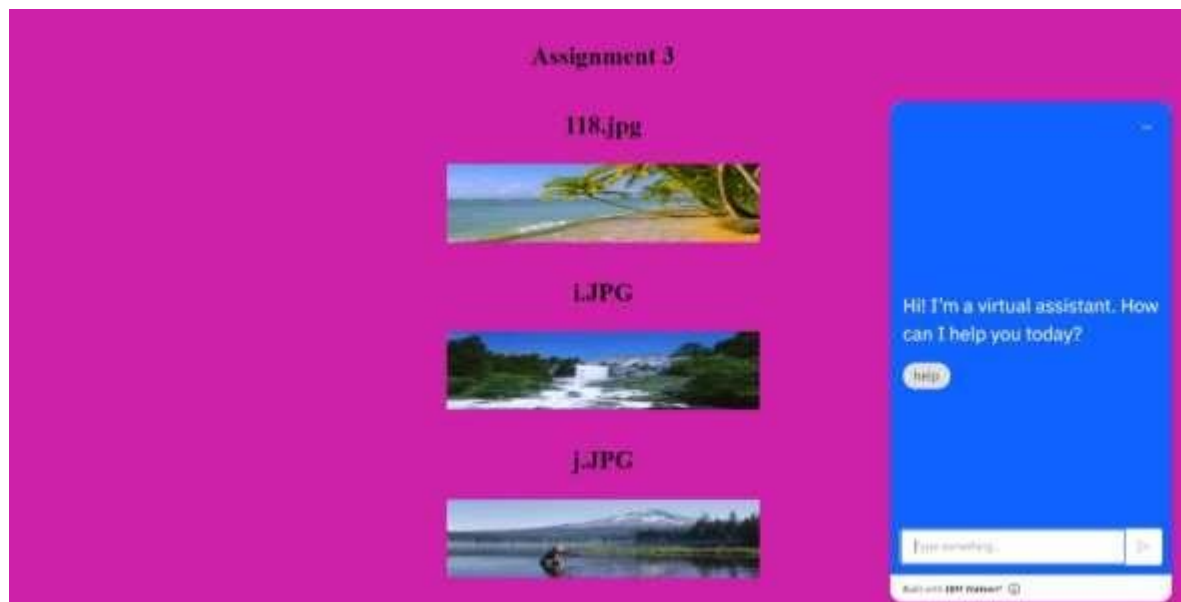 Assignment 3
118.jpg
i.JPG
j.JPG
Hi! I'm a virtual assistant. How
can I help you today?
help
Type something...
Built with IBM Watson®